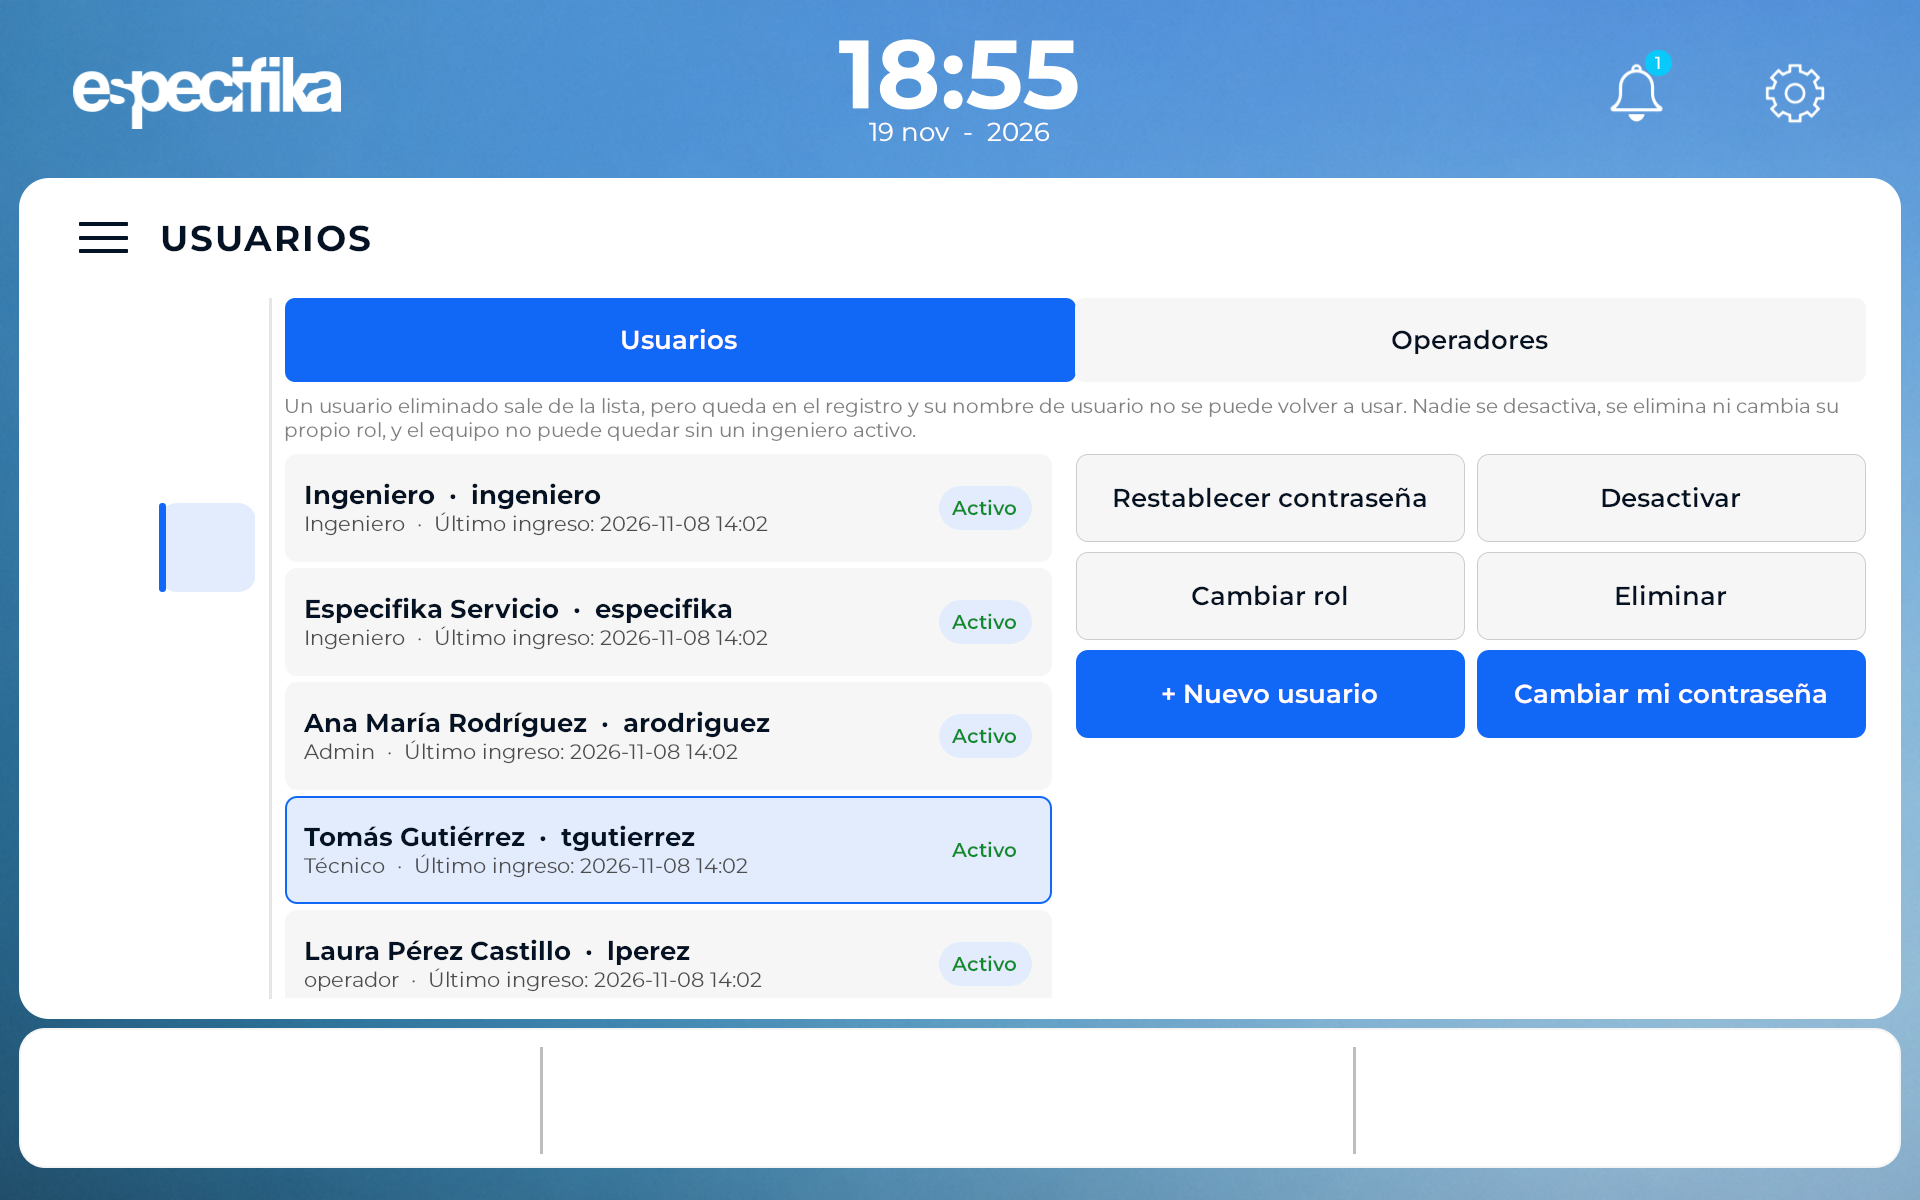 especifika
18:55
19 nov - 2026
1
USUARIOS
Usuarios
Operadores
Un usuario eliminado sale de la lista, pero queda en el registro y su nombre de usuario no se puede volver a usar. Nadie se desactiva, se elimina ni cambia su
propio rol, y el equipo no puede quedar sin un ingeniero activo.
Ingeniero · ingeniero
Ingeniero · Último ingreso: 2026-11-08 14:02
Activo
Especifika Servicio · especifika
Ingeniero · Último ingreso: 2026-11-08 14:02
Activo
Ana María Rodríguez · arodriguez
Admin · Último ingreso: 2026-11-08 14:02
Activo
Tomás Gutiérrez · tgutierrez
Técnico · Último ingreso: 2026-11-08 14:02
Activo
Laura Pérez Castillo · lperez
operador · Último ingreso: 2026-11-08 14:02
Activo
Restablecer contraseña
Desactivar
Cambiar rol
Eliminar
+ Nuevo usuario
Cambiar mi contraseña